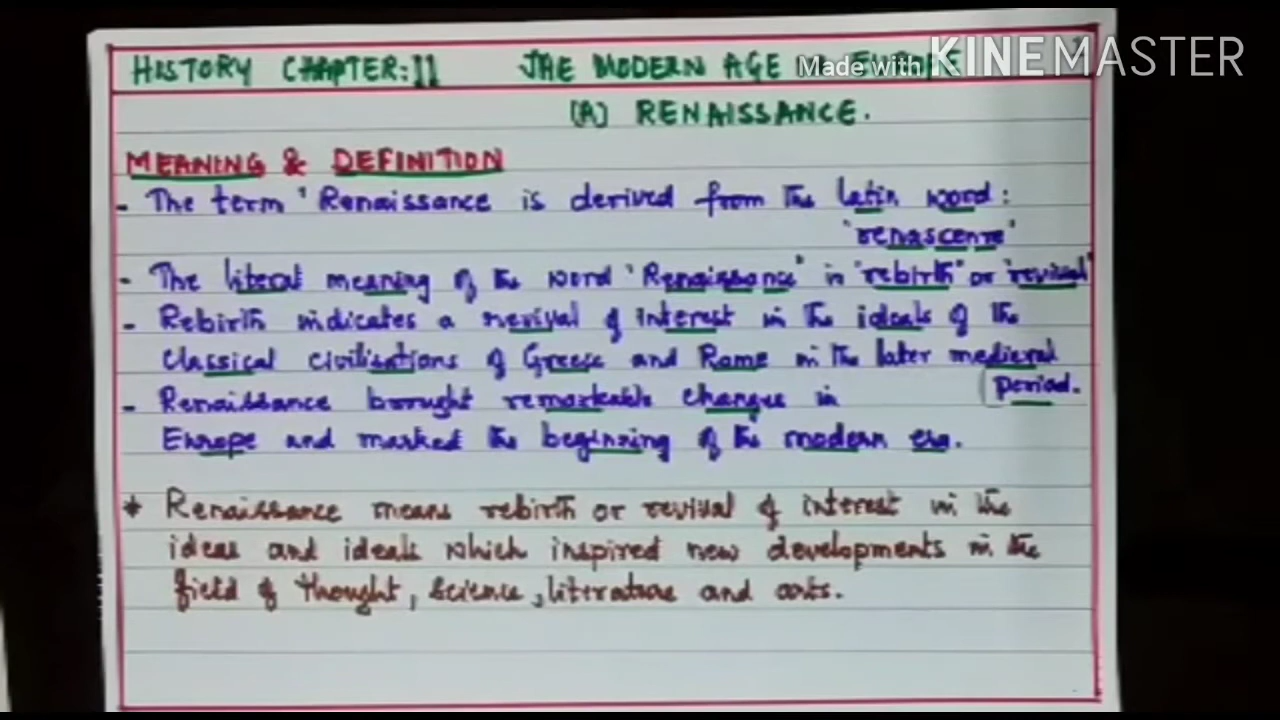 HISTORY CHAPTER:11 THE MODERN AGE
Made with KINEMASTER
(A) RENAISSANCE.
MEANING & DEFINITION
- The term 'Renaissance is derived from the latin word:
'renascere'
- The literal meaning of the word 'Renaissance" is "rebirth" or 'revival'
- Rebirth indicates a revival of interest in the ideals of the
classical civilisations of Greece and Rome in the later medieval
(period.
- Renaissance brought remarkable changes in
Europe and marked the beginning of the modern era.
* Renaissance means rebirth or revival of interest in the
ideas and ideals which inspired new developments in the
field of thought, science, literature and arts.